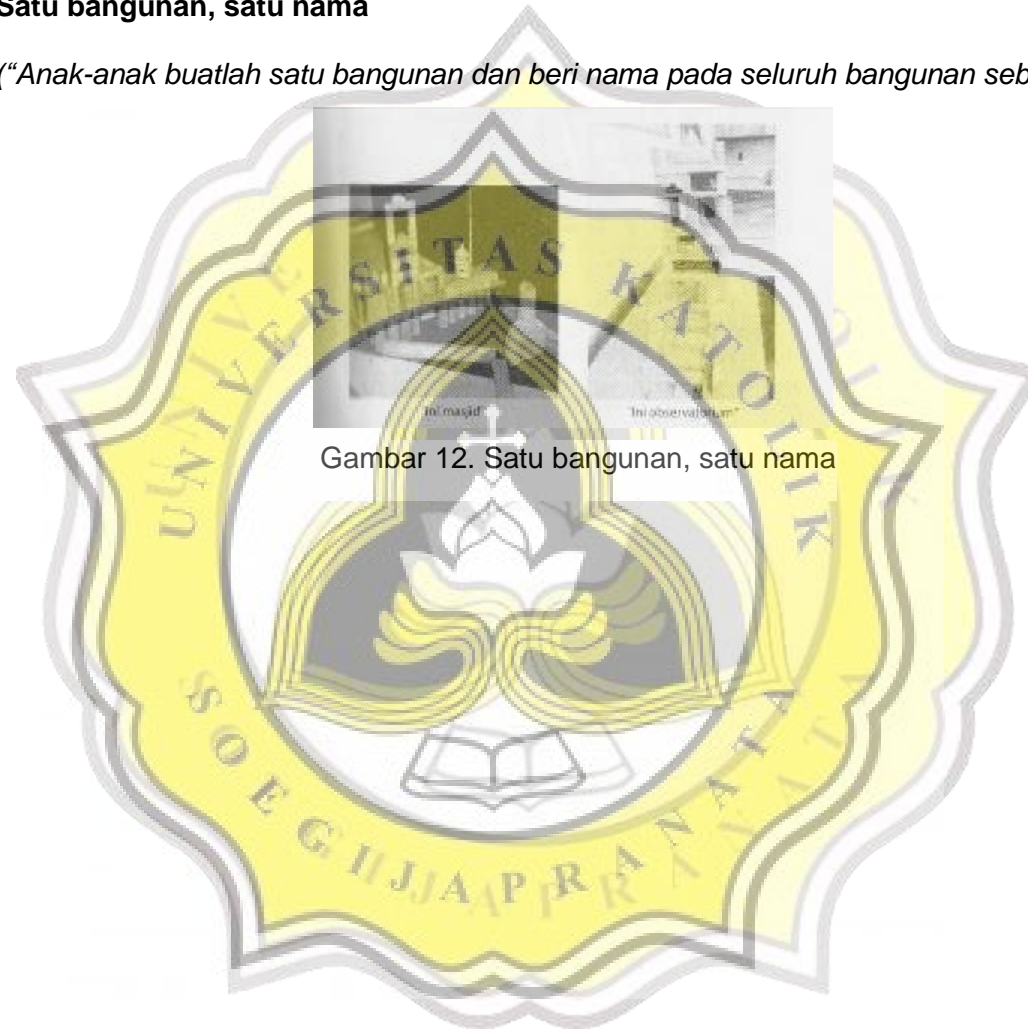 Satu bangunan, satu nama
(“Anak-anak buatlah satu bangunan dan beri nama pada seluruh bangunan seb
UNIVERSITAS KATOLIK
"Ini masjid"
"Ini observatorium"
Gambar 12. Satu bangunan, satu nama
SOEGIJAPRANATA